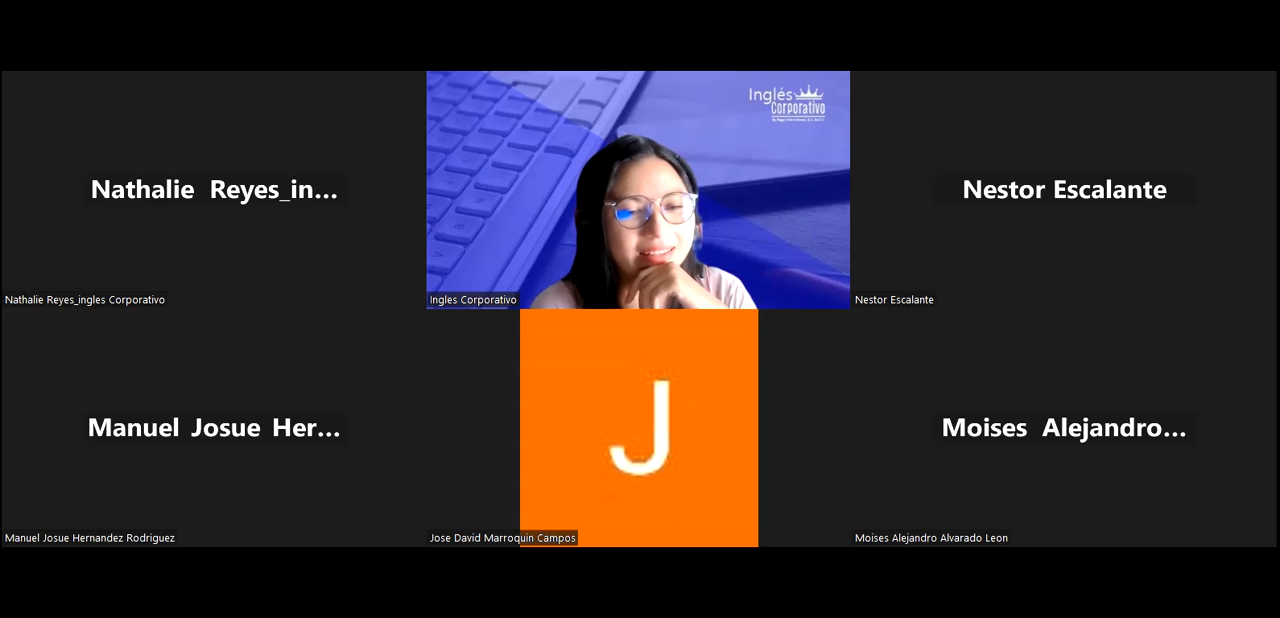 Nathalie Reyes_in...
Nathalie Reyes_ingles Corporativo
Inglés
Corporativo
Ingles Corporativo
Nestor Escalante
Nestor Escalante
Manuel Josue Her...
Manuel Josue Hernandez Rodriguez
J
Jose David Marroquin Campos
Moises Alejandro...
Moises Alejandro Alvarado Leon